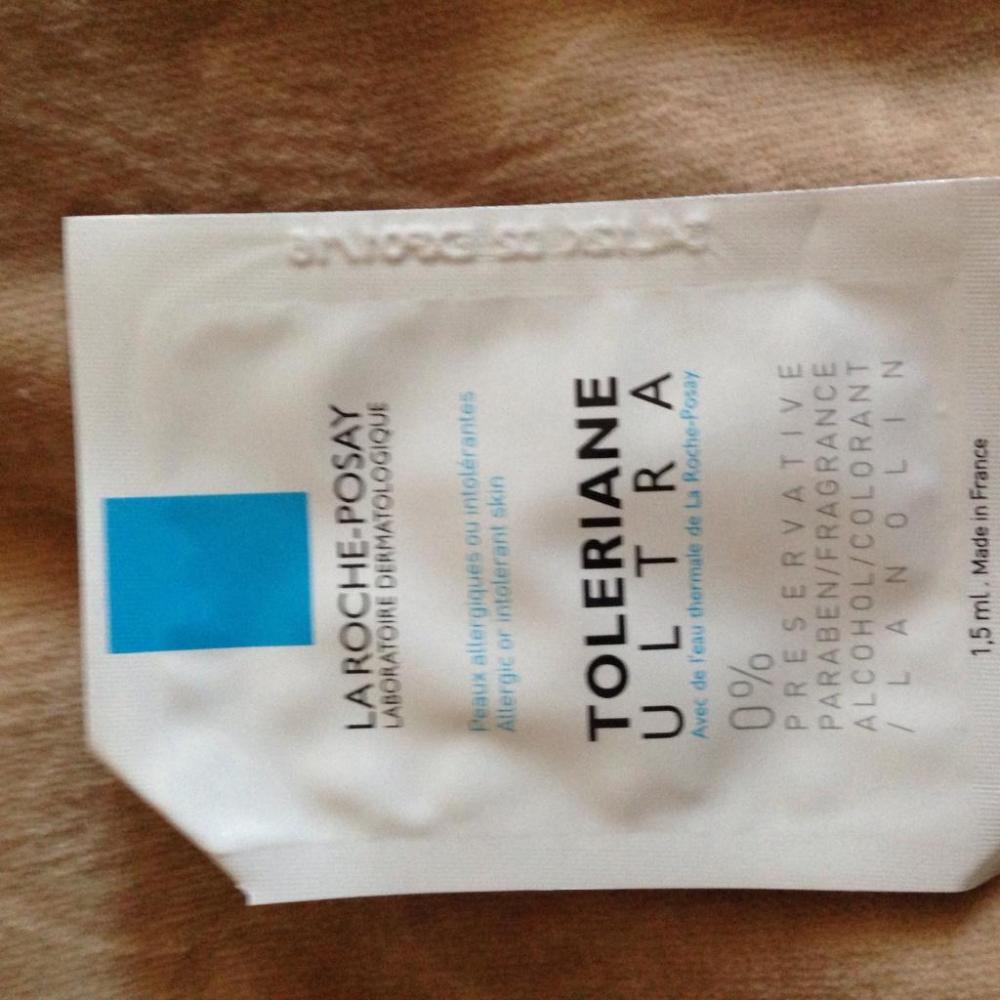 LA ROCHE-POSAY
LABORATOIRE DERMATOLOGIQUE
Peaux allergiques ou intolérantes
Allergic or intolerant skin
TOLERIANE
ULTRA
Avec de l'eau thermale de La Roche-Posay
0%
PRESERVATIVE
PARABEN/FRAGRANCE
ALCOHOL/COLORANT
/LANOLIN
1,5 ml . Made in France